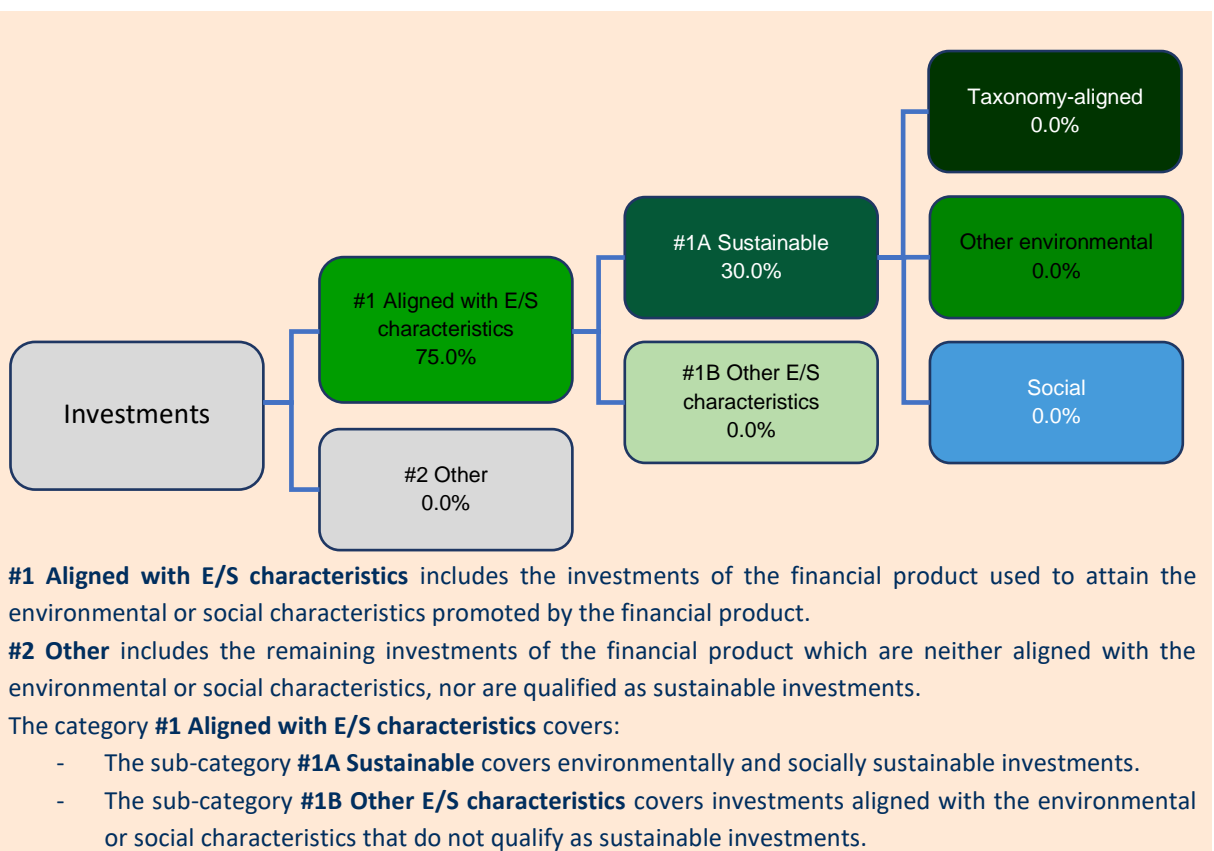 Taxonomy-aligned
0.0%
#1A Sustainable
30.0%
Other environmental
0.0%
#1 Aligned with E/S
characteristics
75.0%
#1B Other E/S
characteristics
0.0%
Social
0.0%
Investments
#2 Other
0.0%
#1 Aligned with E/S characteristics includes the investments of the financial product used to attain the
environmental or social characteristics promoted by the financial product.
#2 Other includes the remaining investments of the financial product which are neither aligned with the
environmental or social characteristics, nor are qualified as sustainable investments.
The category #1 Aligned with E/S characteristics covers:
- The sub-category #1A Sustainable covers environmentally and socially sustainable investments.
- The sub-category #1B Other E/S characteristics covers investments aligned with the environmental
or social characteristics that do not qualify as sustainable investments.